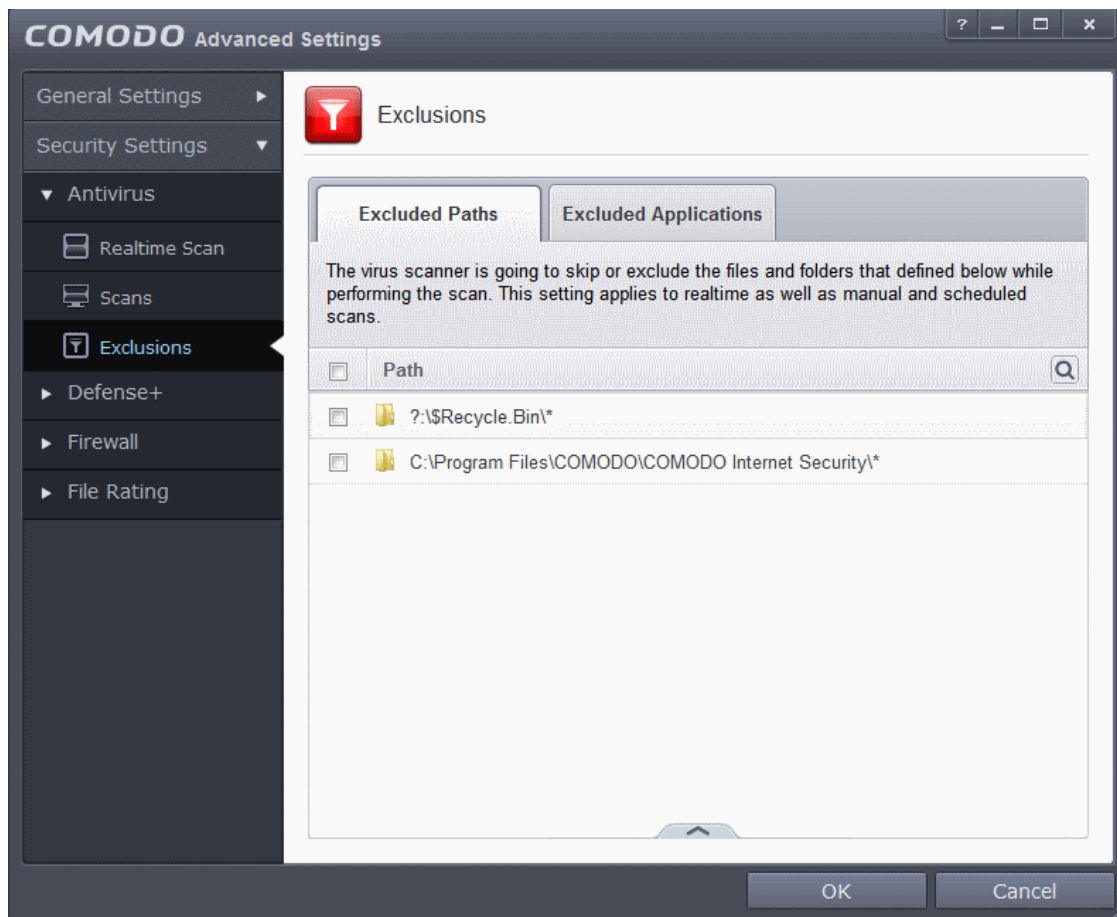 COMODO Advanced Settings
?
General Settings
Security Settings
Antivirus
Realtime Scan
Scans
Exclusions
Defense+
Firewall
File Rating
Exclusions
Excluded Paths
Excluded Applications
The virus scanner is going to skip or exclude the files and folders that defined below while
performing the scan. This setting applies to realtime as well as manual and scheduled
scans.
Path
?:\$Recycle.Bin\*
C:\Program Files\COMODO\COMODO Internet Security\*
OK
Cancel